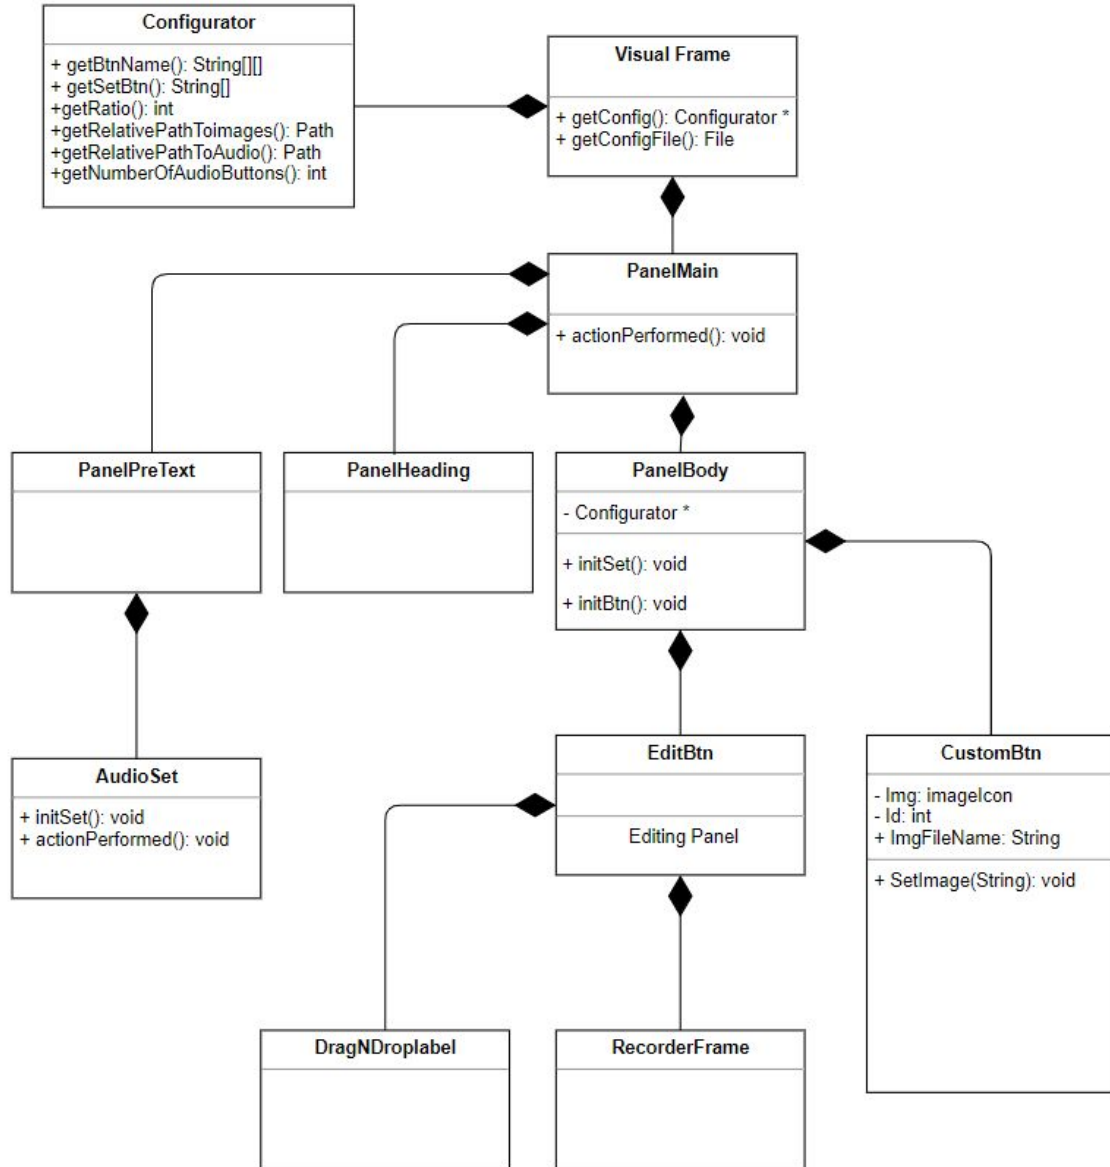 Configurator
+ getBtnName(): String[][]
+ getSetBtn(): String[]
+getRatio(): int
+getRelativePathToimages(): Path
+getRelativePathToAudio(): Path
+getNumberOfAudioButtons(): int
Visual Frame
+ getConfig(): Configurator *
+ getConfigFile(): File
PanelMain
+ actionPerformed(): void
PanelPreText
PanelHeading
PanelBody
- Configurator *
+ initSet(): void
+ initBtn(): void
AudioSet
+ initSet(): void
+ actionPerformed(): void
EditBtn
Editing Panel
CustomBtn
- Img: imageIcon
- Id: int
+ ImgFileName: String
+ SetImage(String): void
DragNDroplabel
RecorderFrame